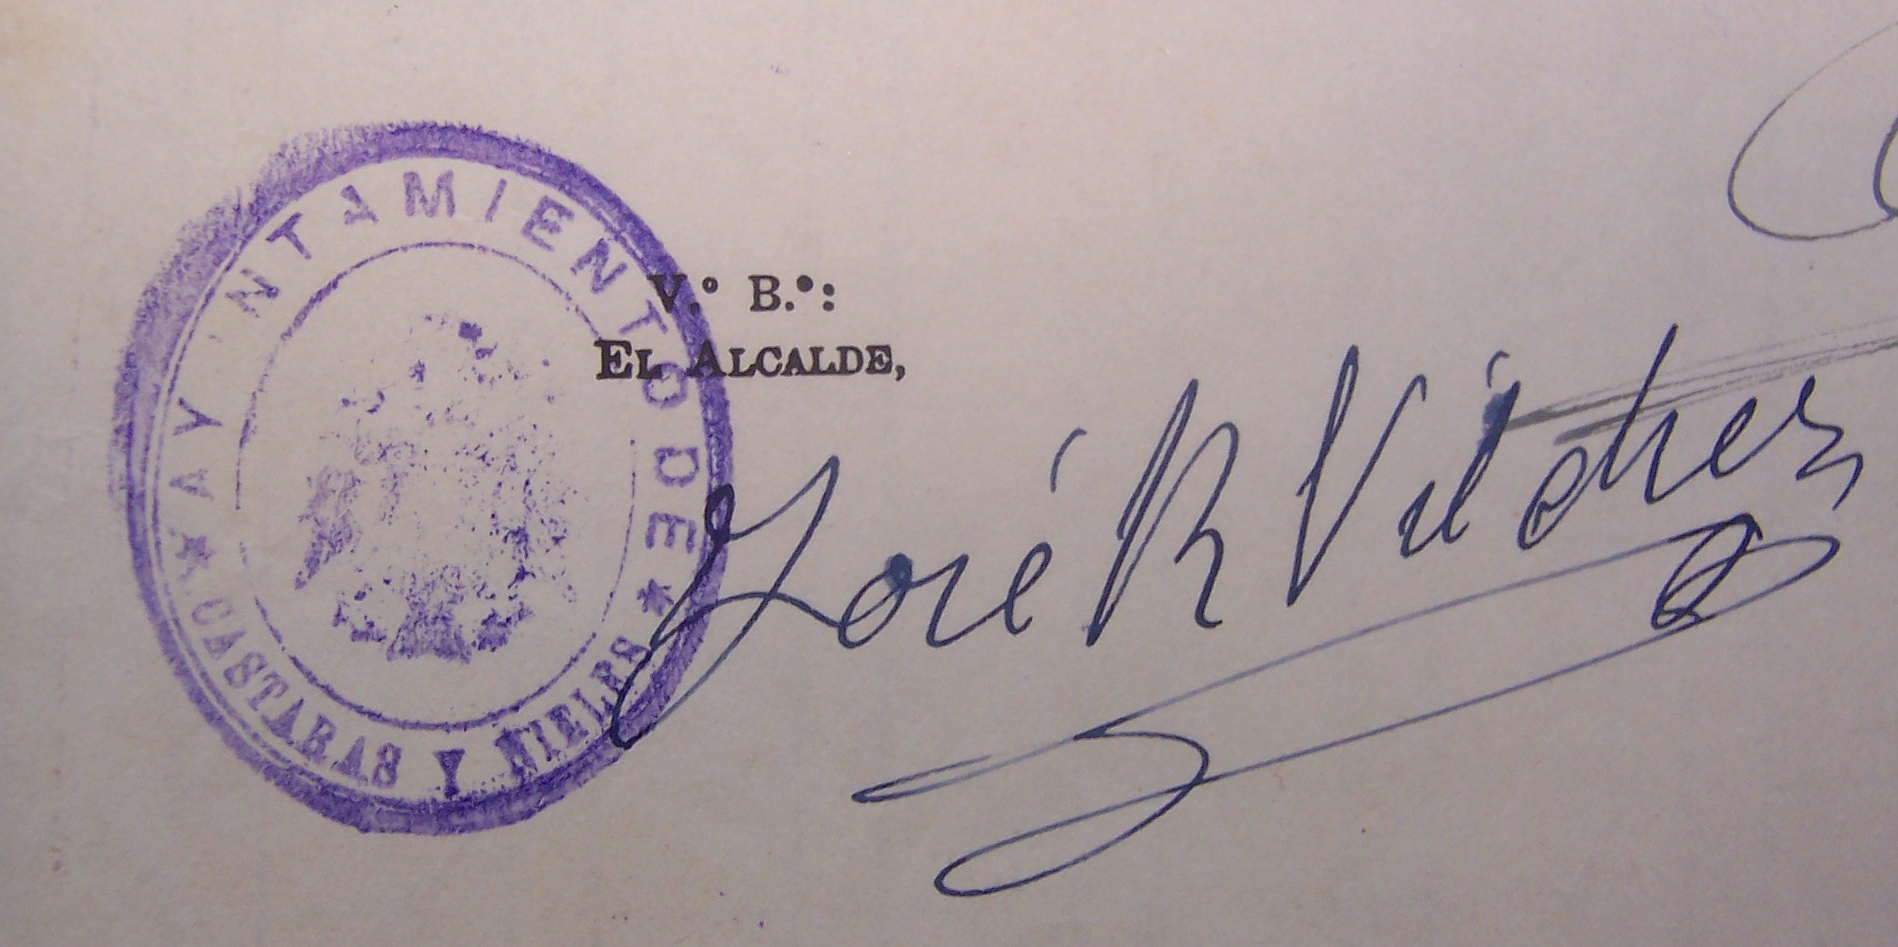 AYUNTAMIENTO DE
CASTARAS Y NIELES
V.º B.º:
EL ALCALDE,
José R Vilchez